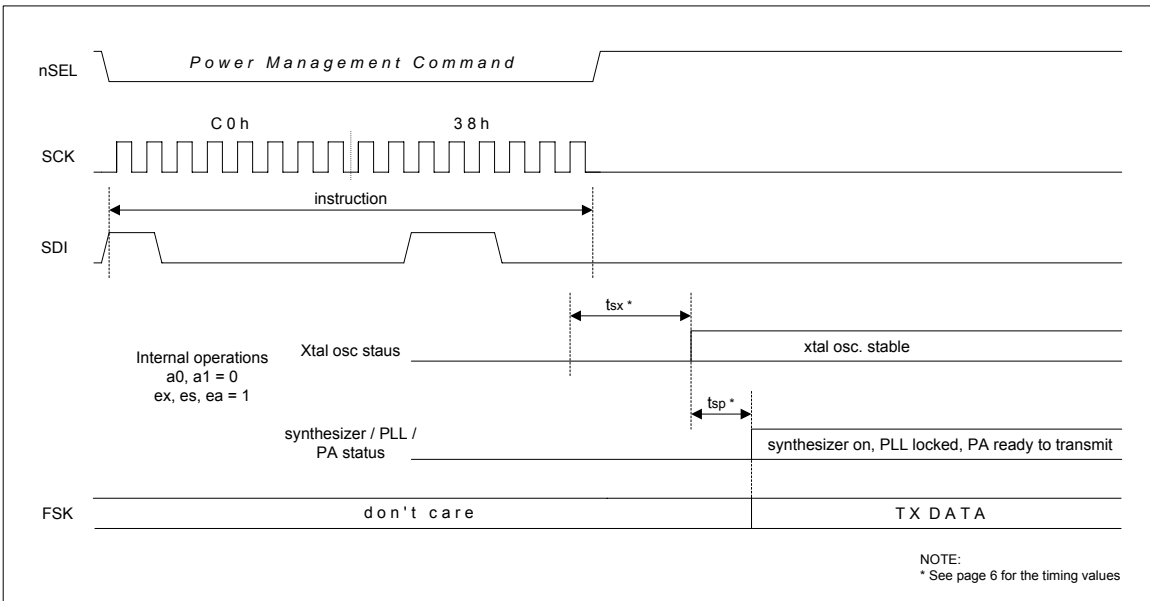 nSEL
Power Management Command
C0h 38h
SCK
instruction
SDI
tsx *
Xtal osc staus
xtal osc. stable
Internal operations
a0, a1 = 0
ex, es, ea = 1
tsp *
synthesizer / PLL /
PA status
synthesizer on, PLL locked, PA ready to transmit
FSK
don't care
TX DATA
NOTE:
* See page 6 for the timing values